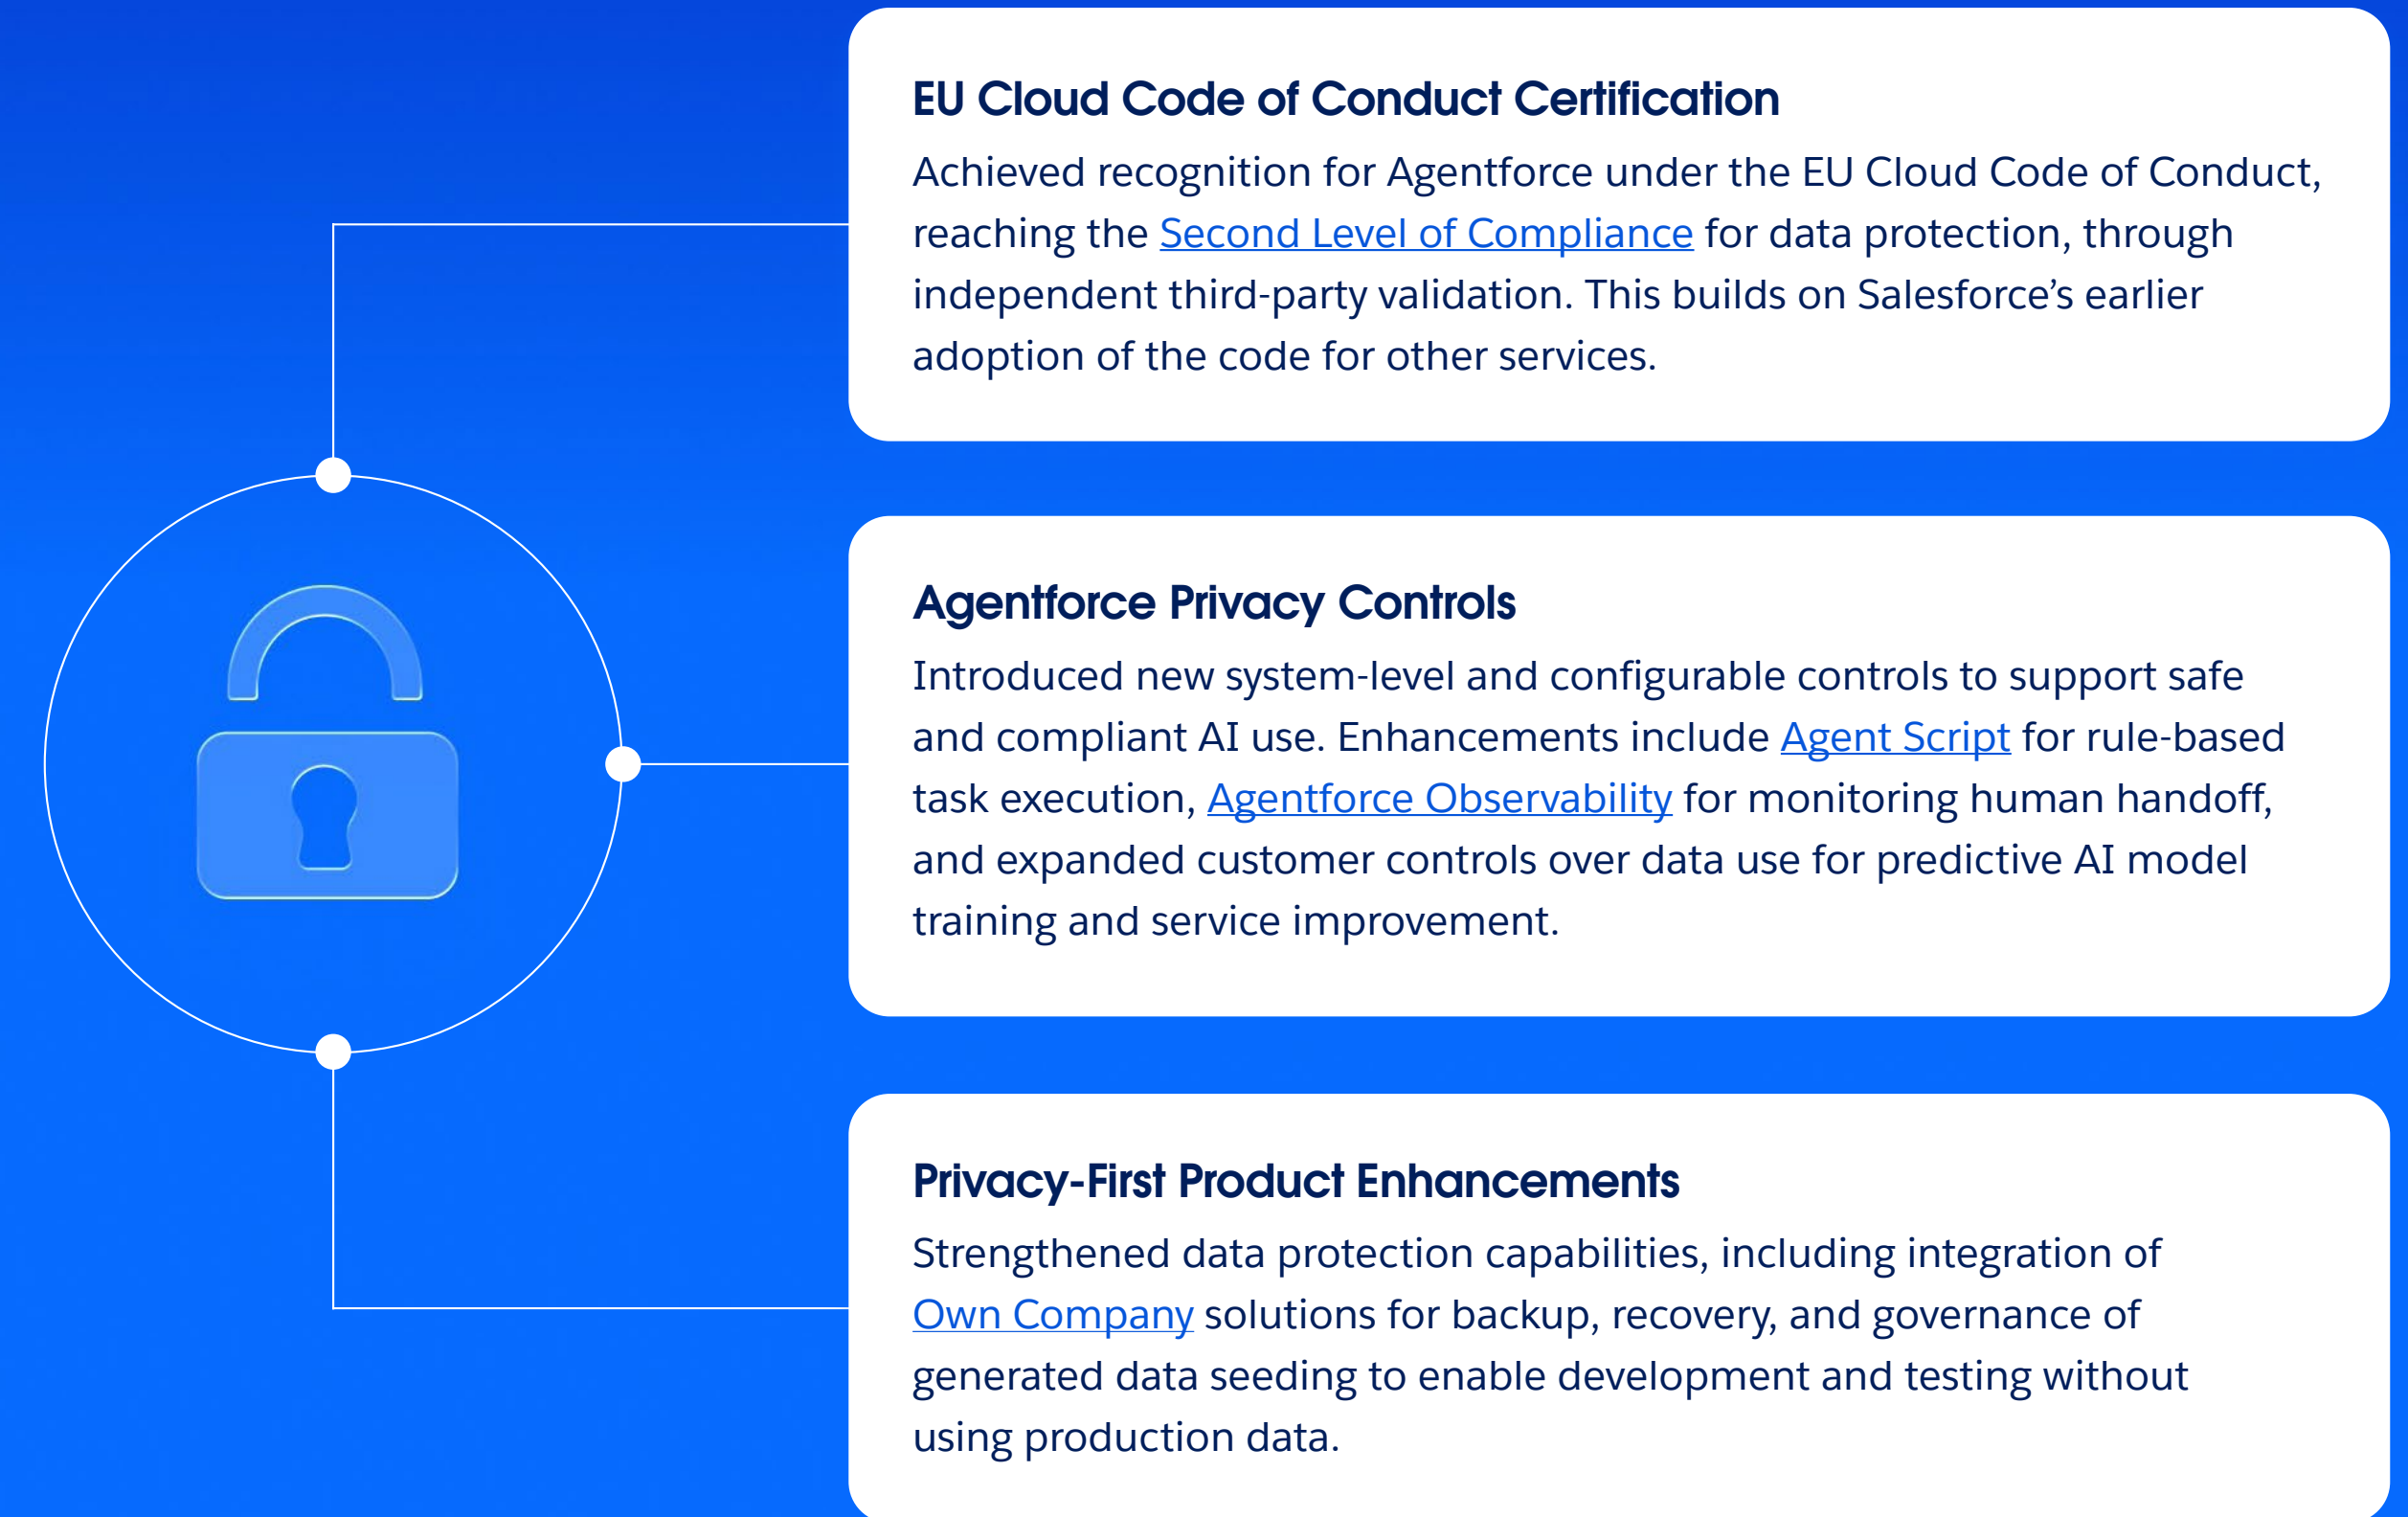 EU Cloud Code of Conduct Certification
Achieved recognition for Agentforce under the EU Cloud Code of Conduct,
reaching the Second Level of Compliance for data protection, through
independent third-party validation. This builds on Salesforce’s earlier
adoption of the code for other services.
Agentforce Privacy Controls
Introduced new system-level and configurable controls to support safe
and compliant AI use. Enhancements include Agent Script for rule-based
task execution, Agentforce Observability for monitoring human handoff,
and expanded customer controls over data use for predictive AI model
training and service improvement.
Privacy-First Product Enhancements
Strengthened data protection capabilities, including integration of
Own Company solutions for backup, recovery, and governance of
generated data seeding to enable development and testing without
using production data.